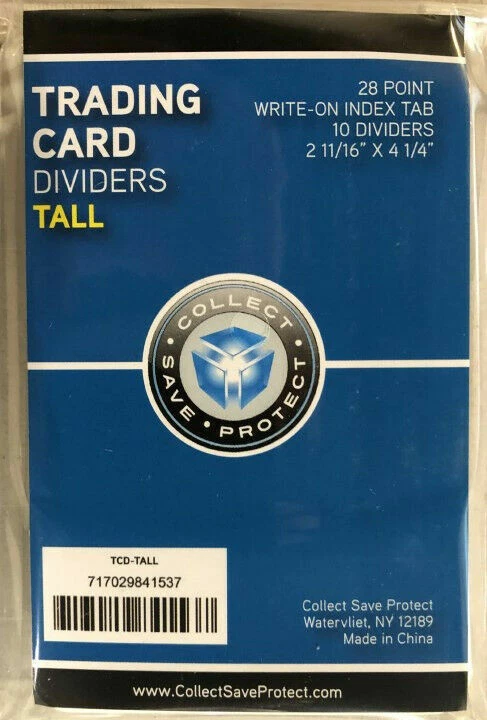 TRADING
CARD
DIVIDERS
TALL
28 POINT
WRITE-ON INDEX TAB
10 DIVIDERS
2 11/16" X 4 1/4"
COLLECT • SAVE • PROTECT •
TCD-TALL
717029841537
Collect Save Protect
Watervliet, NY 12189
Made in China
www.CollectSaveProtect.com